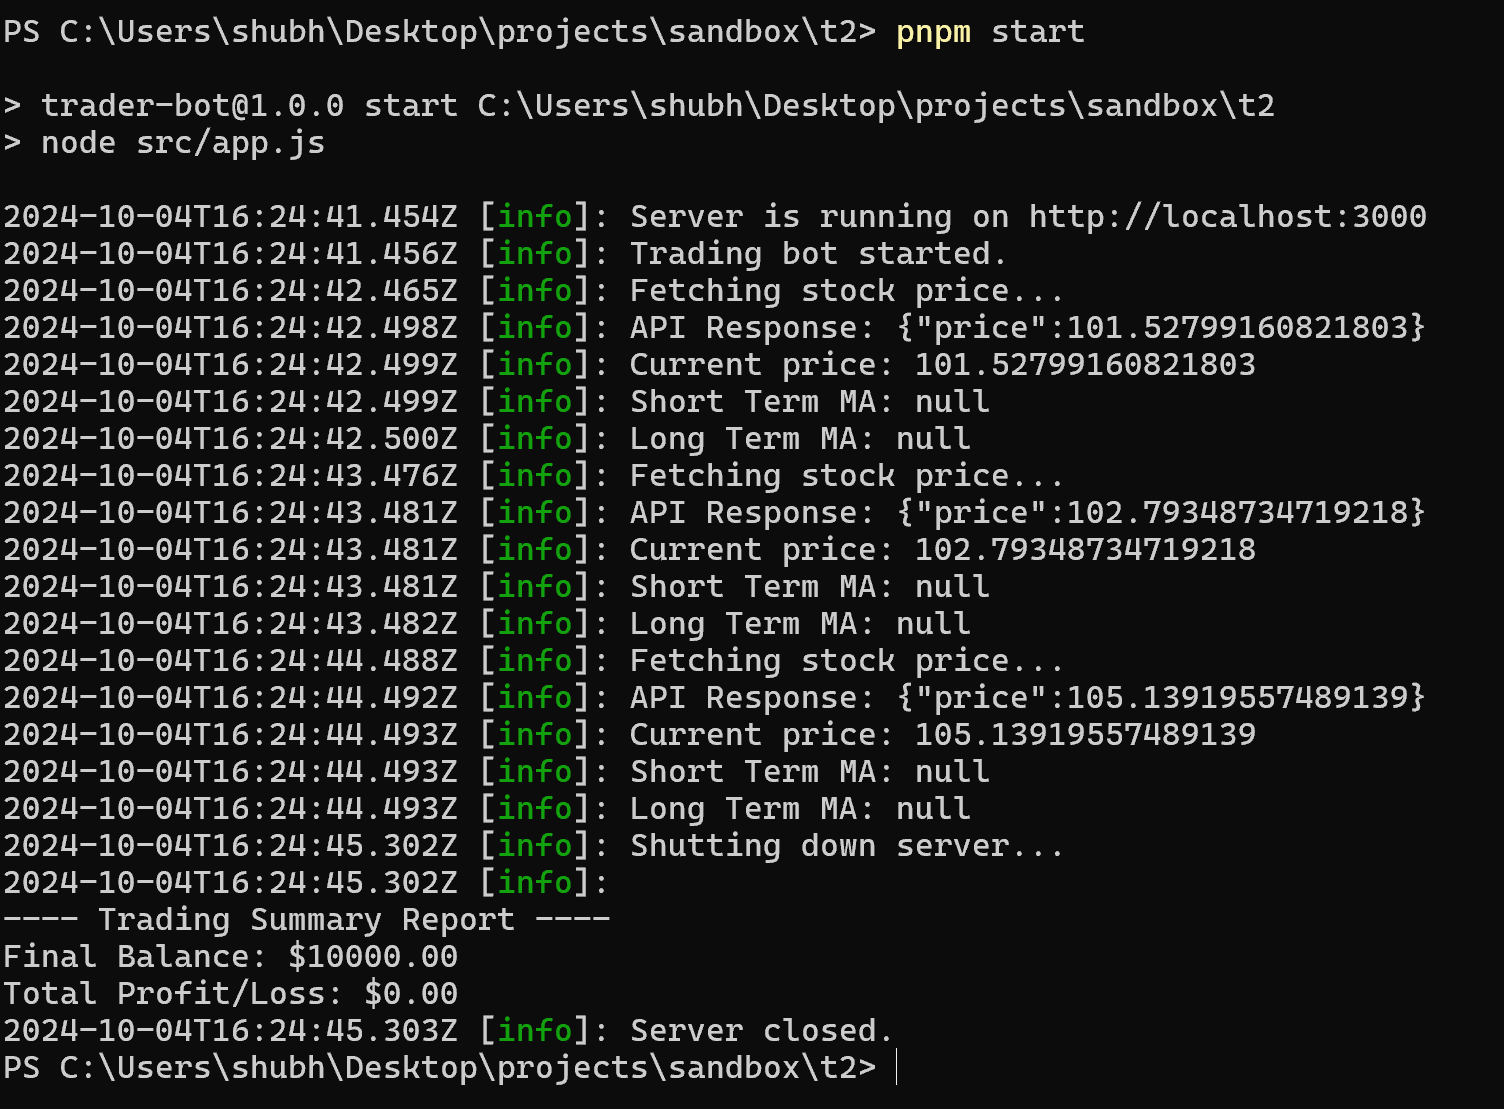 PS C:\Users\shubh\Desktop\projects\sandbox\t2> pnpm start
> trader-bot@1.0.0 start C:\Users\shubh\Desktop\projects\sandbox\t2
> node src/app.js
2024-10-04T16:24:41.454Z [info]: Server is running on http://localhost:3000
2024-10-04T16:24:41.456Z [info]: Trading bot started.
2024-10-04T16:24:42.465Z [info]: Fetching stock price...
2024-10-04T16:24:42.498Z [info]: API Response: {"price":101.52799160821803}
2024-10-04T16:24:42.499Z [info]: Current price: 101.52799160821803
2024-10-04T16:24:42.499Z [info]: Short Term MA: null
2024-10-04T16:24:42.500Z [info]: Long Term MA: null
2024-10-04T16:24:43.476Z [info]: Fetching stock price...
2024-10-04T16:24:43.481Z [info]: API Response: {"price":102.79348734719218}
2024-10-04T16:24:43.481Z [info]: Current price: 102.79348734719218
2024-10-04T16:24:43.481Z [info]: Short Term MA: null
2024-10-04T16:24:43.482Z [info]: Long Term MA: null
2024-10-04T16:24:44.488Z [info]: Fetching stock price...
2024-10-04T16:24:44.492Z [info]: API Response: {"price":105.13919557489139}
2024-10-04T16:24:44.493Z [info]: Current price: 105.13919557489139
2024-10-04T16:24:44.493Z [info]: Short Term MA: null
2024-10-04T16:24:44.493Z [info]: Long Term MA: null
2024-10-04T16:24:45.302Z [info]: Shutting down server...
2024-10-04T16:24:45.302Z [info]:
---- Trading Summary Report ----
Final Balance: $10000.00
Total Profit/Loss: $0.00
2024-10-04T16:24:45.303Z [info]: Server closed.
PS C:\Users\shubh\Desktop\projects\sandbox\t2>